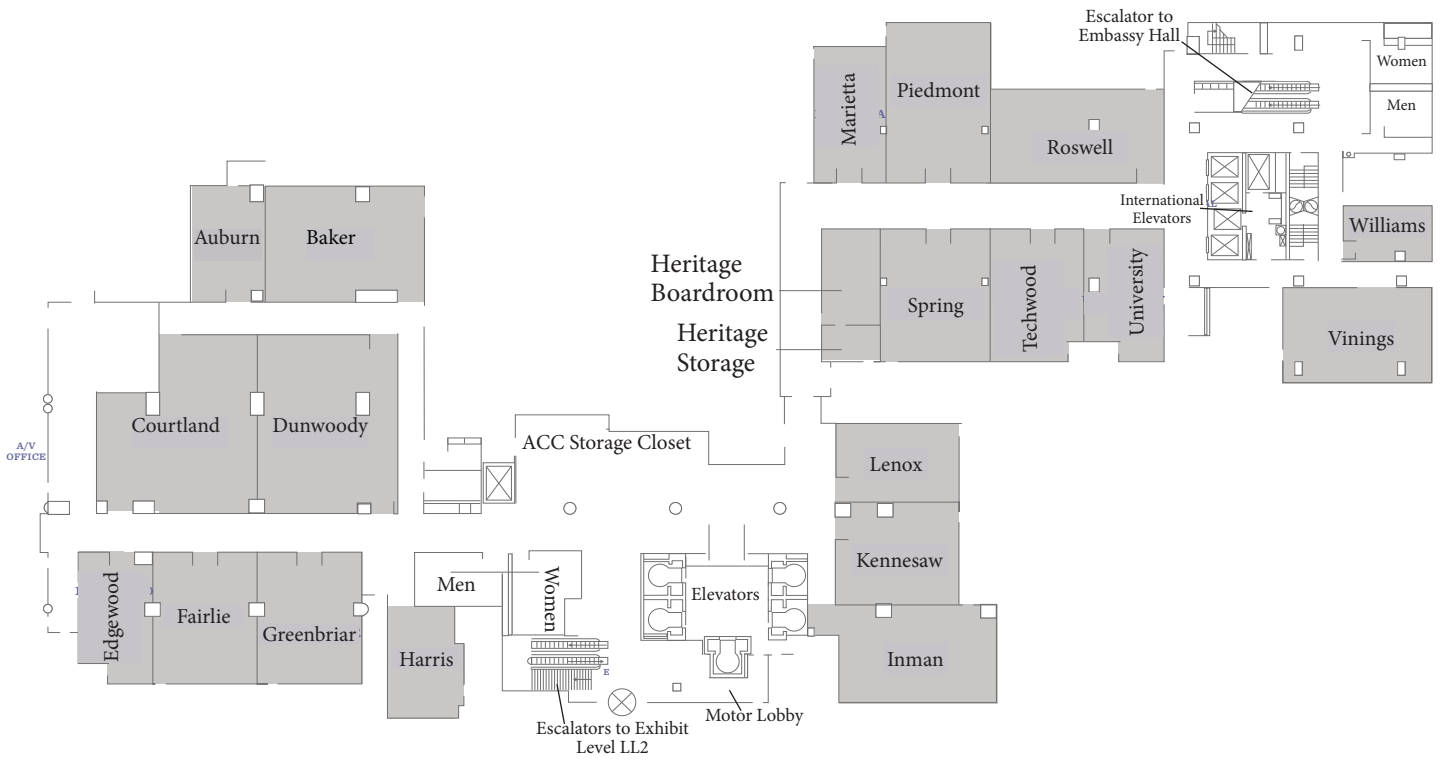 Escalator to
Embassy Hall
Women
Men
Marietta
Piedmont
Roswell
International
Elevators
Williams
Auburn
Baker
Heritage
Boardroom
Heritage
Storage
Spring
Techwood
University
Vinings
A/V
OFFICE
Courtland
Dunwoody
ACC Storage Closet
Lenox
Kennesaw
Edgewood
Fairlie
Greenbriar
Men
Women
Elevators
Harris
Inman
E
Motor Lobby
Escalators to Exhibit
Level LL2